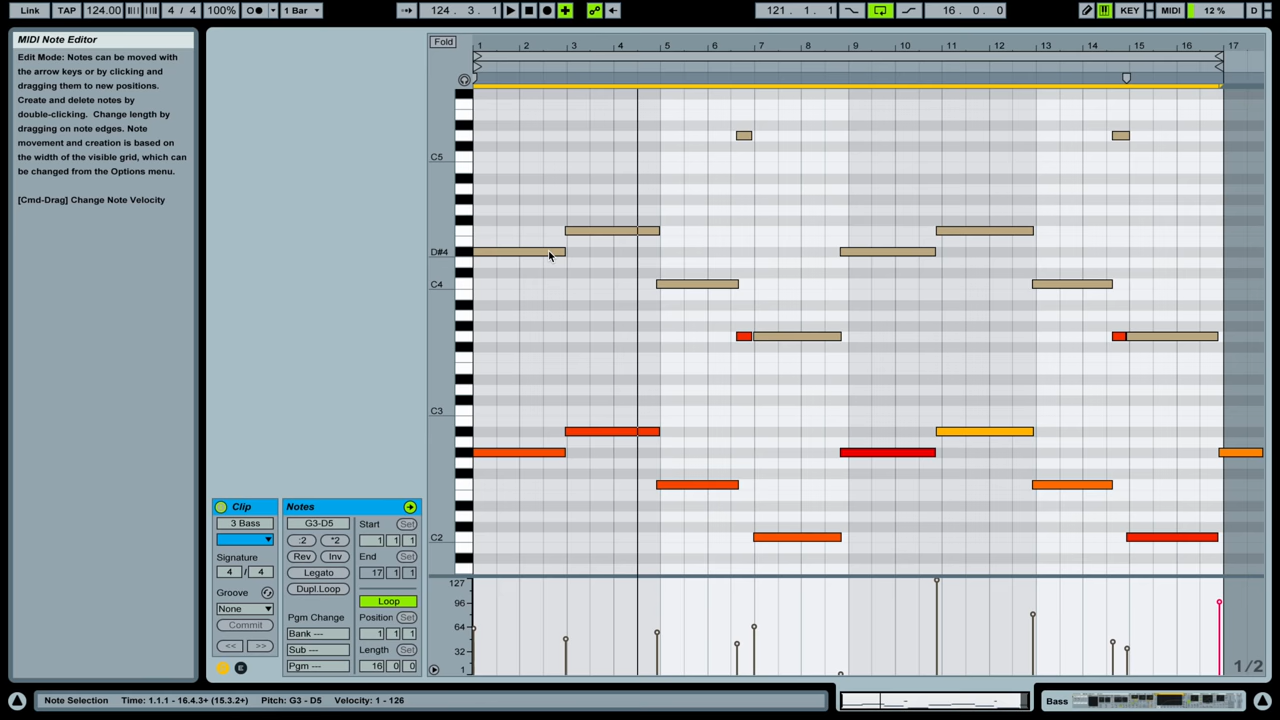 Link TAP 124.00 4 / 4 100% 1 Bar 124. 3. 1 121. 1. 1 16. 0. 0 KEY MIDI 12 % D
MIDI Note Editor
Edit Mode: Notes can be moved with
the arrow keys or by clicking and
dragging them to new positions.
Create and delete notes by
double-clicking. Change length by
dragging on note edges. Note
movement and creation is based on
the width of the visible grid, which can
be changed from the Options menu.
[Cmd-Drag] Change Note Velocity
Fold
1 2 3 4 5 6 7 8 9 10 11 12 13 14 15 16 17
C5
D#4
C4
C3
C2
127
96
64
32
1
1/2
Clip
3 Bass
Signature
4 / 4
Groove
None
Commit
<< >>
Notes
G3-D5
:2 *2
Rev Inv
Legato
Dupl.Loop
Pgm Change
Bank ---
Sub ---
Pgm ---
Start Set
1 1 1
End Set
17 1 1
Loop
Position Set
1 1 1
Length Set
16 0 0
Note Selection Time: 1.1.1 - 16.4.3+ (15.3.2+) Pitch: G3 - D5 Velocity: 1 - 126
Bass